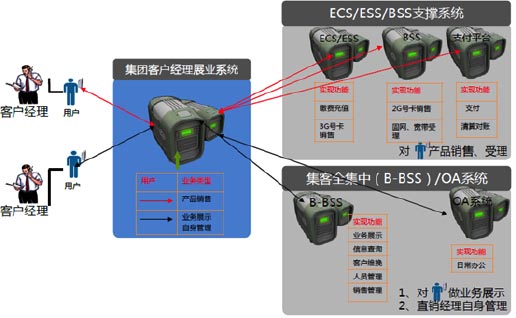 ECS/ESS/BSS支撑系统
ECS/ESS
BSS
支付平台
实现功能
缴费充值
3G号卡
销售
实现功能
2G号卡销售
固网、宽带受
理
实现功能
支付
清算对账
对
产品销售、受理
集团客户经理展业系统
用户
业务类型
产品销售
业务展示
自身管理
客户经理
用户
客户经理
用户
集客全集中（B-BSS）/OA系统
B-BSS
OA系统
实现功能
业务展示
信息查询
客户维挽
人员管理
销售管理
实现功能
日常办公
1、对
做业务展示
2、直销经理自身管理